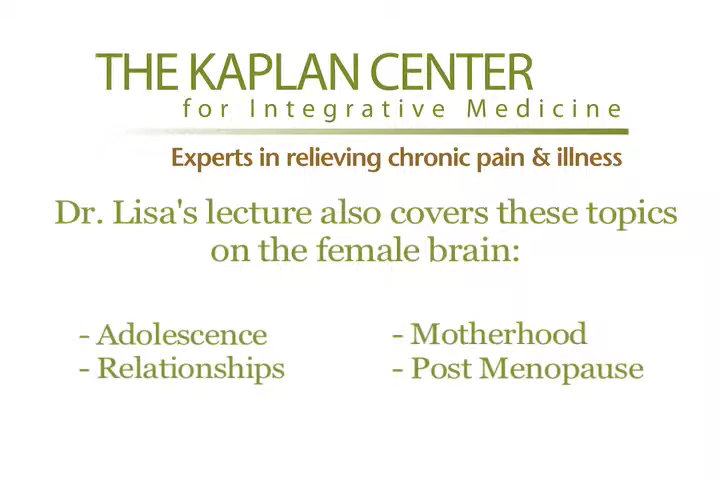 THE KAPLAN CENTER
for Integrative Medicine
Experts in relieving chronic pain & illness
Dr. Lisa's lecture also covers these topics
on the female brain:
- Adolescence
- Relationships
- Motherhood
- Post Menopause